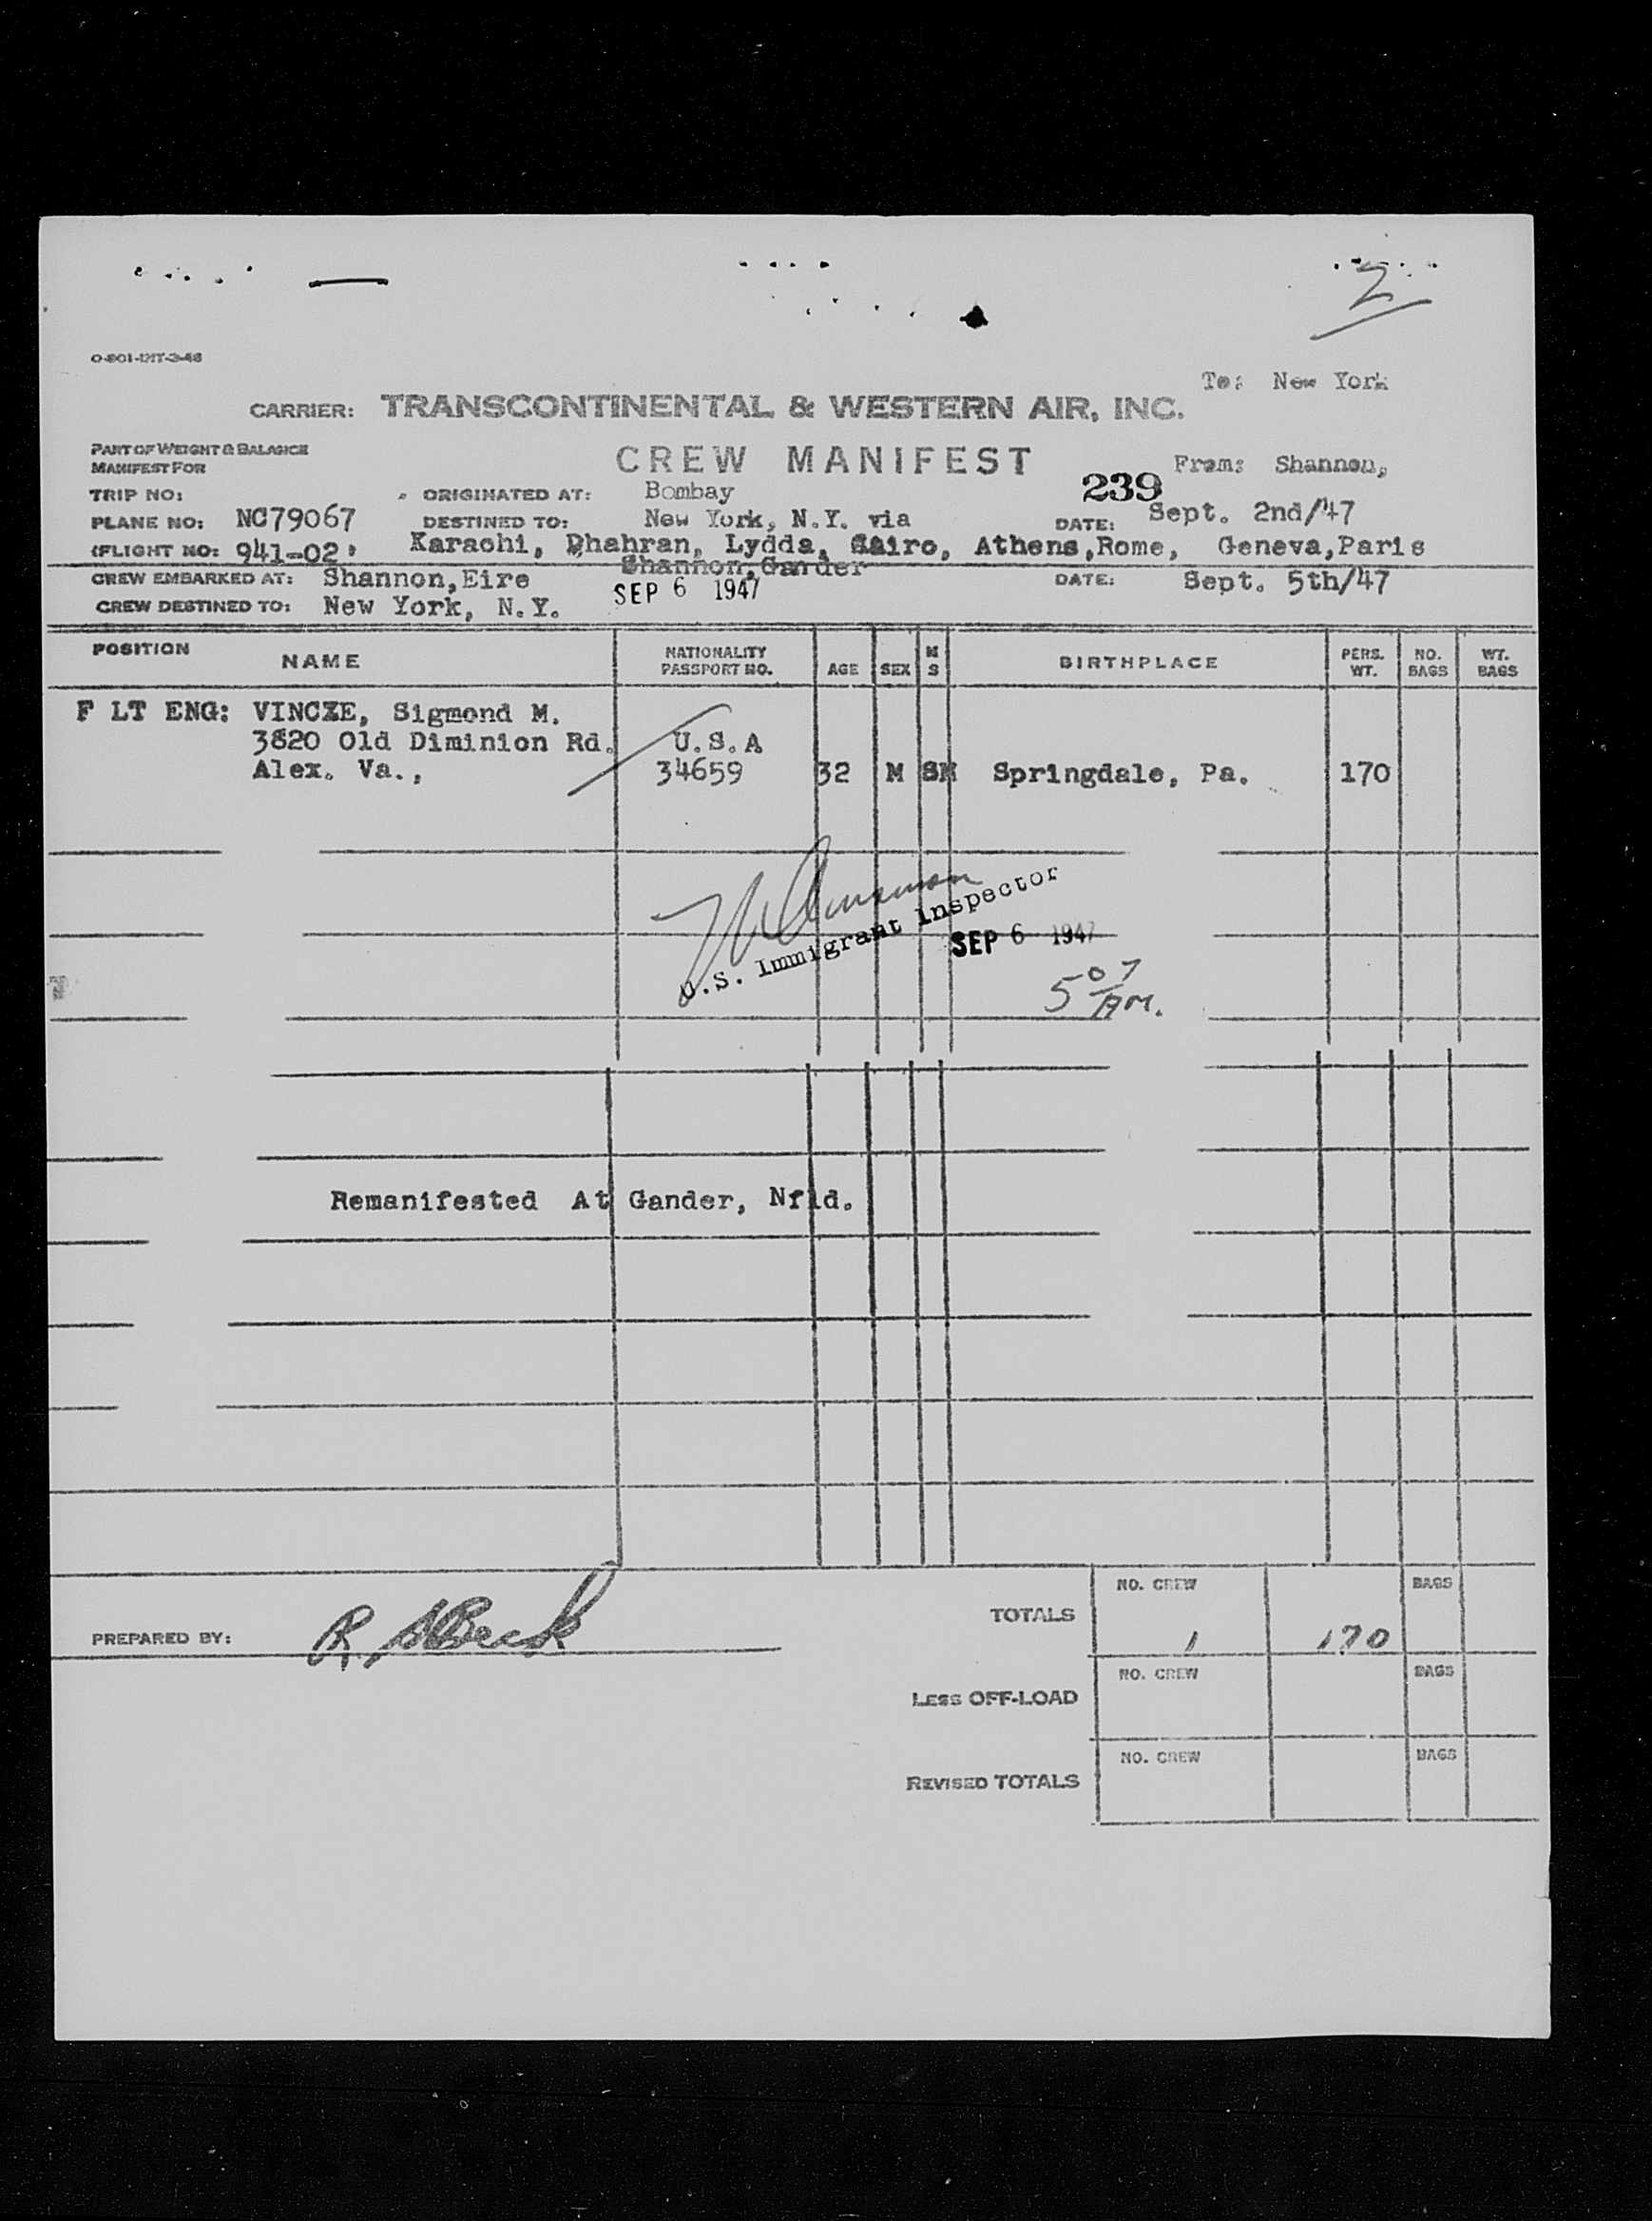 2
To: New York
CARRIER: TRANSCONTINENTAL & WESTERN AIR, INC.
PART OF WEIGHT & BALANCE
MANIFEST FOR
CREW MANIFEST
From: Shannon,
239
TRIP NO: ORIGINATED AT: Bombay
PLANE NO: NC79067 DESTINED TO: New York, N.Y. via DATE: Sept. 2nd/47
(FLIGHT NO: 941-02) Karachi, Dhahran, Lydda, Cairo, Athens,Rome, Geneva,Paris
Shannon,Gander
CREW EMBARKED AT: Shannon,Eire DATE: Sept. 5th/47
SEP 6 1947
CREW DESTINED TO: New York, N.Y.
POSITION NAME NATIONALITY PASSPORT NO. AGE SEX M S BIRTHPLACE PERS. WT. NO. BAGS WT. BAGS
F LT ENG: VINCZE, Sigmond M.
3820 Old Diminion Rd. U.S.A
Alex. Va., 34659 32 M Springdale, Pa. 170
U.S. Immigrant Inspector
SEP 6 1947
5 07 AM.
Remanifested At Gander, Nfld.
NO. CREW BAGS
TOTALS 1 170
PREPARED BY: R. Beck
NO. CREW BAGS
LESS OFF-LOAD
NO. CREW BAGS
REVISED TOTALS